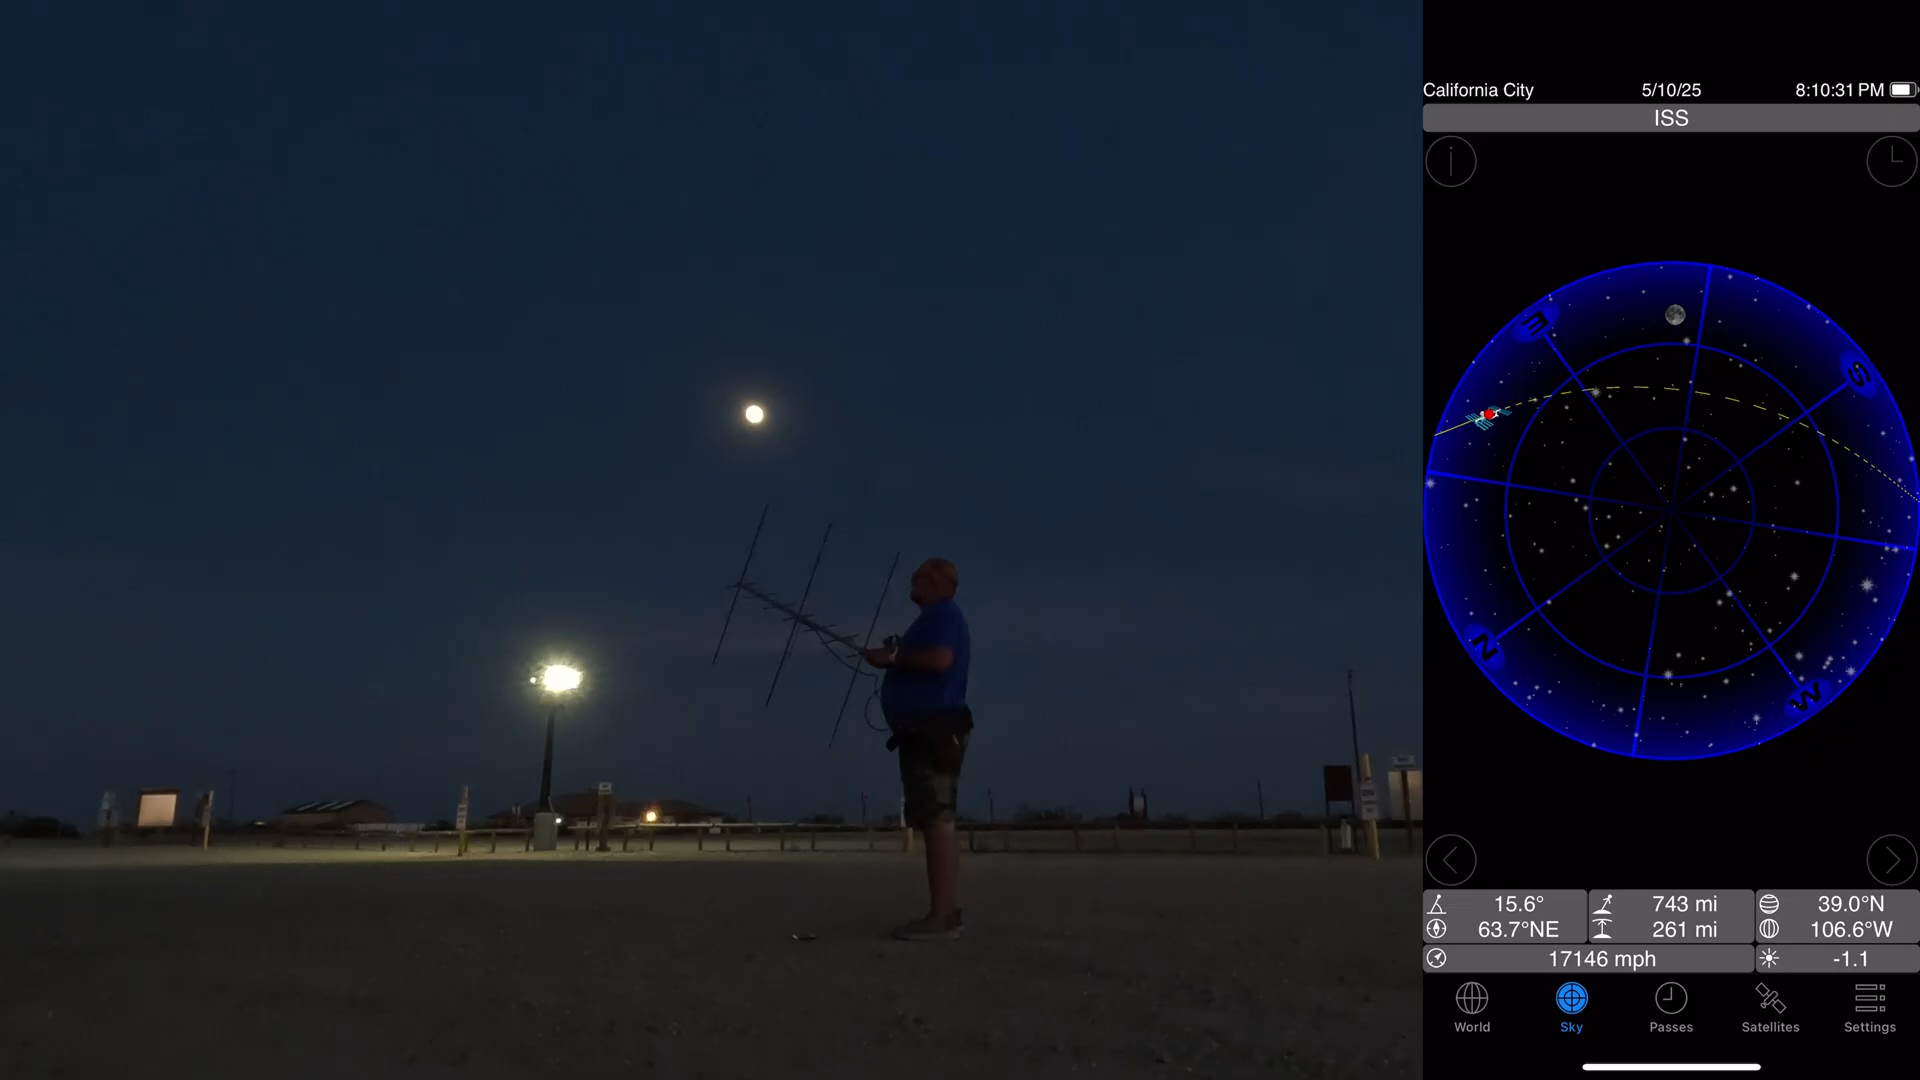 California City 5/10/25 8:10:31 PM
ISS
E
S
N
W
15.6° 743 mi 39.0°N
63.7°NE 261 mi 106.6°W
17146 mph -1.1
World Sky Passes Satellites Settings